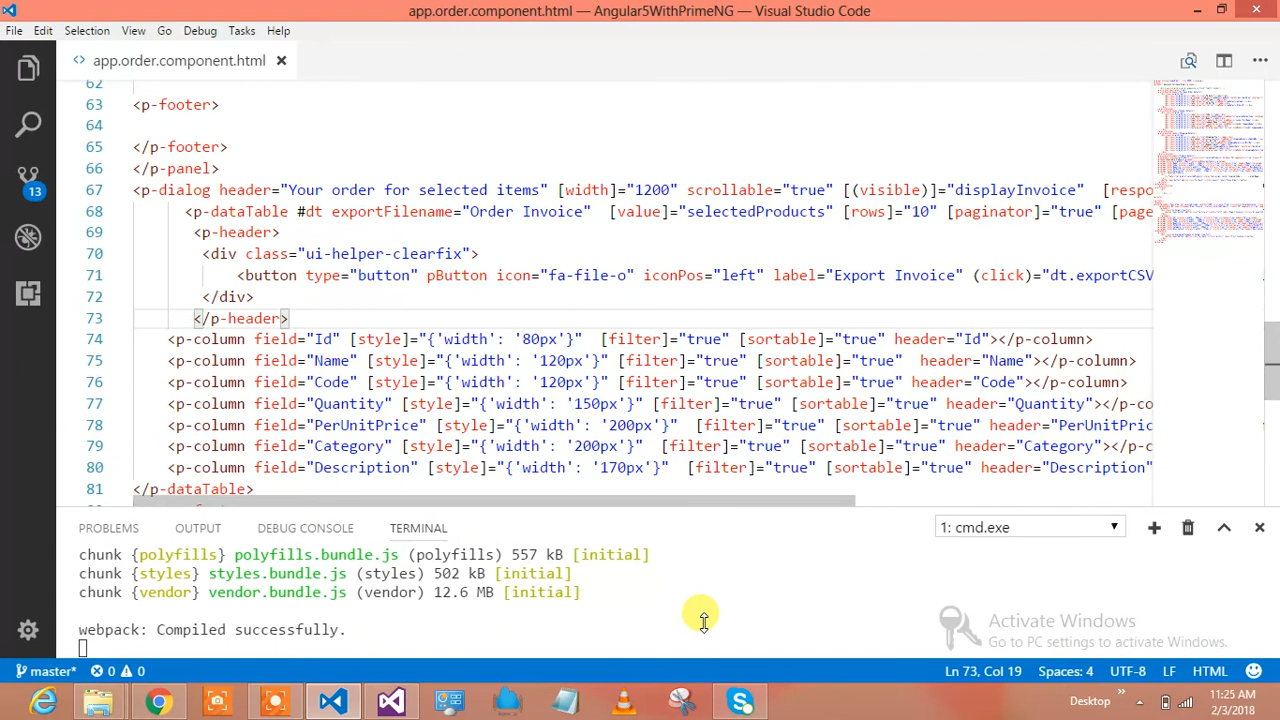 app.order.component.html — Angular5WithPrimeNG — Visual Studio Code
File Edit Selection View Go Debug Tasks Help
app.order.component.html
62
63 <p-footer>
64
65 </p-footer>
66 </p-panel>
67 <p-dialog header="Your order for selected items" [width]="1200" scrollable="true" [(visible)]="displayInvoice" [resp
68 <p-dataTable #dt exportFilename="Order Invoice" [value]="selectedProducts" [rows]="10" [paginator]="true" [page
69 <p-header>
70 <div class="ui-helper-clearfix">
71 <button type="button" pButton icon="fa-file-o" iconPos="left" label="Export Invoice" (click)="dt.exportCSV
72 </div>
73 </p-header>
74 <p-column field="Id" [style]="{'width': '80px'}" [filter]="true" [sortable]="true" header="Id"></p-column>
75 <p-column field="Name" [style]="{'width': '120px'}" [filter]="true" [sortable]="true" header="Name"></p-column>
76 <p-column field="Code" [style]="{'width': '120px'}" [filter]="true" [sortable]="true" header="Code"></p-column>
77 <p-column field="Quantity" [style]="{'width': '150px'}" [filter]="true" [sortable]="true" header="Quantity"></p-co
78 <p-column field="PerUnitPrice" [style]="{'width': '200px'}" [filter]="true" [sortable]="true" header="PerUnitPrice
79 <p-column field="Category" [style]="{'width': '200px'}" [filter]="true" [sortable]="true" header="Category"></p-co
80 <p-column field="Description" [style]="{'width': '170px'}" [filter]="true" [sortable]="true" header="Description"
81 </p-dataTable>
13
PROBLEMS OUTPUT DEBUG CONSOLE TERMINAL 1: cmd.exe
chunk {polyfills} polyfills.bundle.js (polyfills) 557 kB [initial]
chunk {styles} styles.bundle.js (styles) 502 kB [initial]
chunk {vendor} vendor.bundle.js (vendor) 12.6 MB [initial]
webpack: Compiled successfully.
Activate Windows
Go to PC settings to activate Windows.
master* 0 0 Ln 73, Col 19 Spaces: 4 UTF-8 LF HTML
Desktop
11:25 AM
2/3/2018